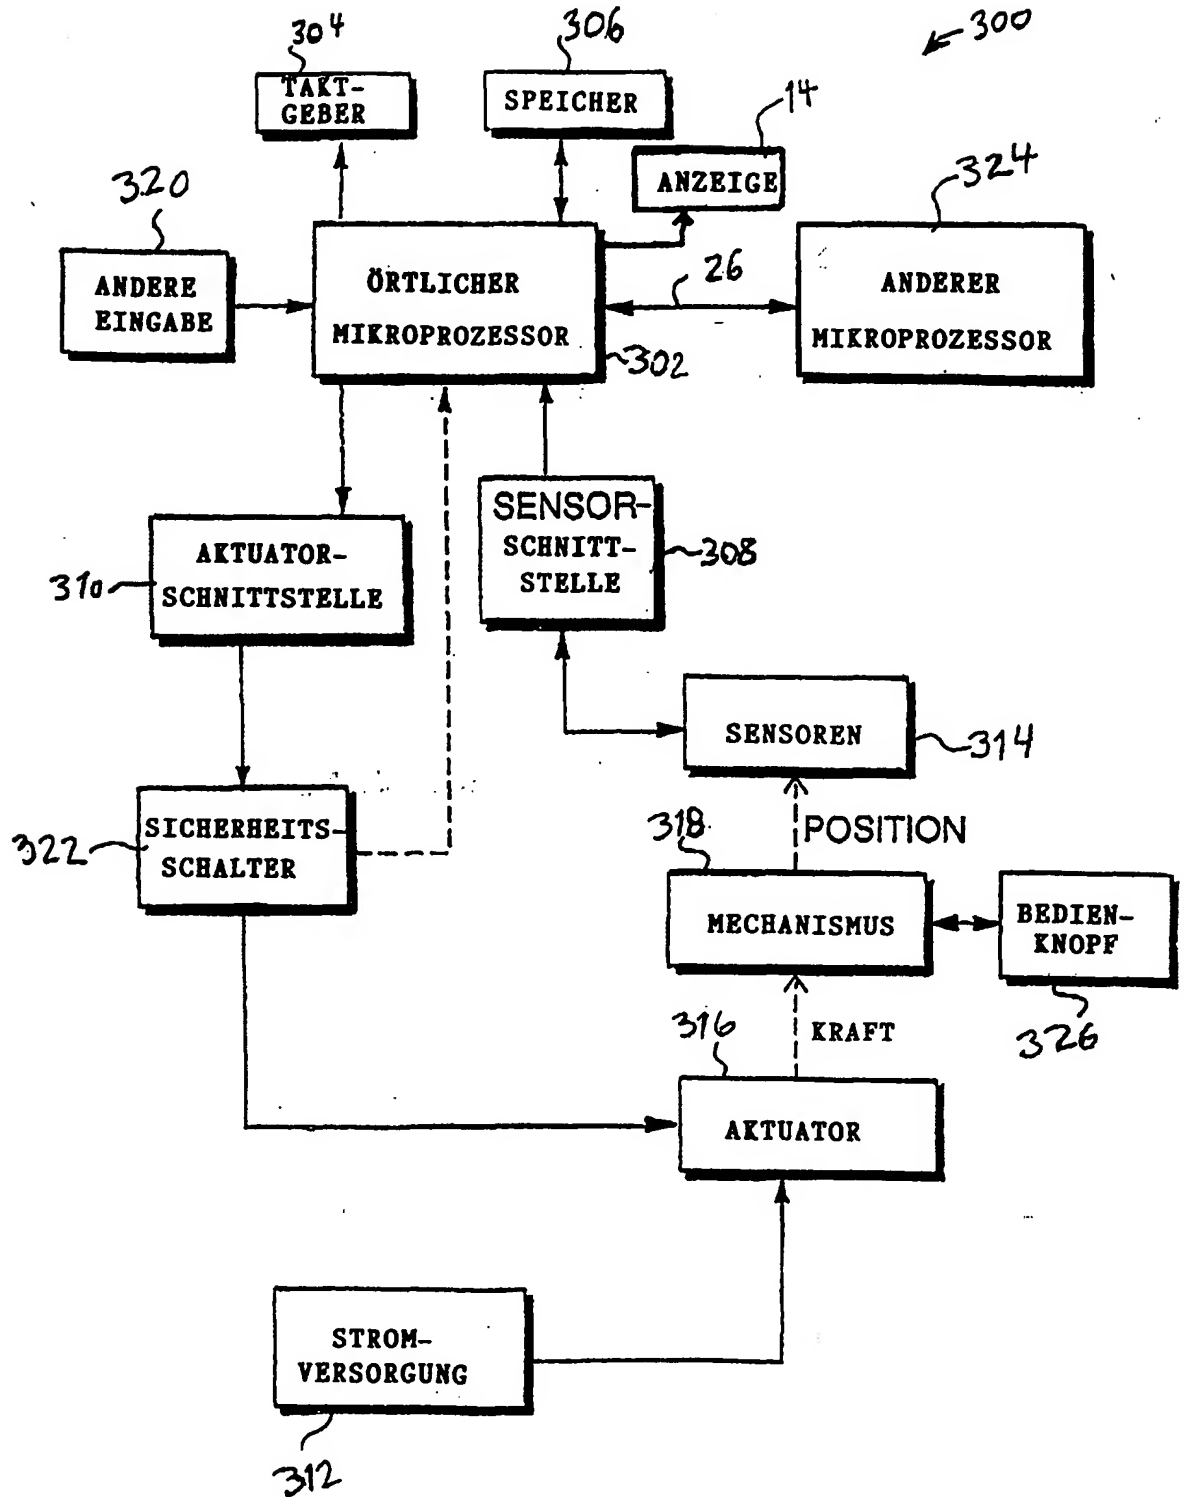 304
306
300
TAKT-
GEBER
SPEICHER
14
ANZEIGE
320
324
ANDERE
EINGABE
ÖRTLICHER
MIKROPROZESSOR
26
ANDERER
MIKROPROZESSOR
302
SENSOR-
SCHNITT-
STELLE
308
AKTUATOR-
SCHNITTSTELLE
310
SENSOREN
314
SICHERHEITS-
SCHALTER
322
318
POSITION
MECHANISMUS
BEDIEN-
KNOPF
326
316
KRAFT
AKTUATOR
STROM-
VERSORGUNG
312